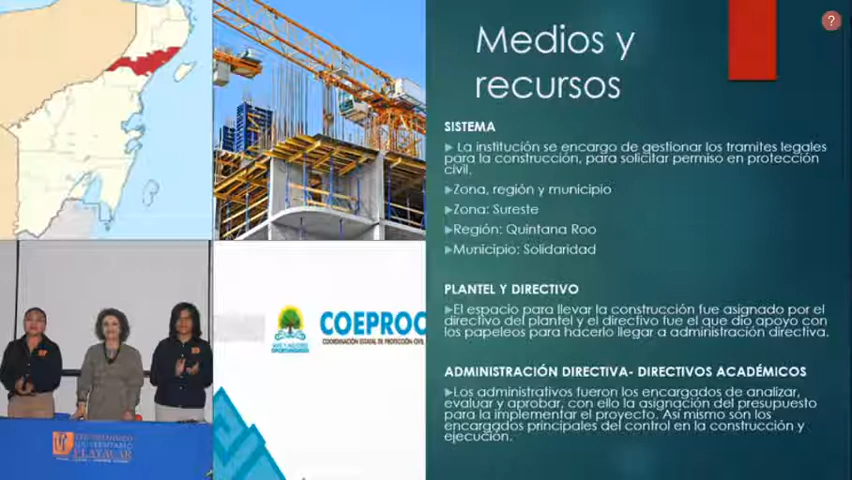 Medios y
recursos
SISTEMA
La institución se encargo de gestionar los tramites legales
para la construcción, para solicitar permiso en protección
civil.
Zona, región y municipio
Zona: Sureste
Región: Quintana Roo
Municipio: Solidaridad
PLANTEL Y DIRECTIVO
El espacio para llevar la construcción fue asignado por el
directivo del plantel y el directivo fue el que dio apoyo con
los papeleos para hacerlo llegar a administración directiva.
ADMINISTRACIÓN DIRECTIVA- DIRECTIVOS ACADÉMICOS
Los administrativos fueron los encargados de analizar,
evaluar y aprobar, con ello la asignación del presupuesto
para la implementar el proyecto. Así mismo son los
encargados principales del control en la construcción y
ejecución.
?
COEPROC
COORDINACIÓN ESTATAL DE PROTECCIÓN CIVIL
UNIVERSITARIO
PLAYACAR